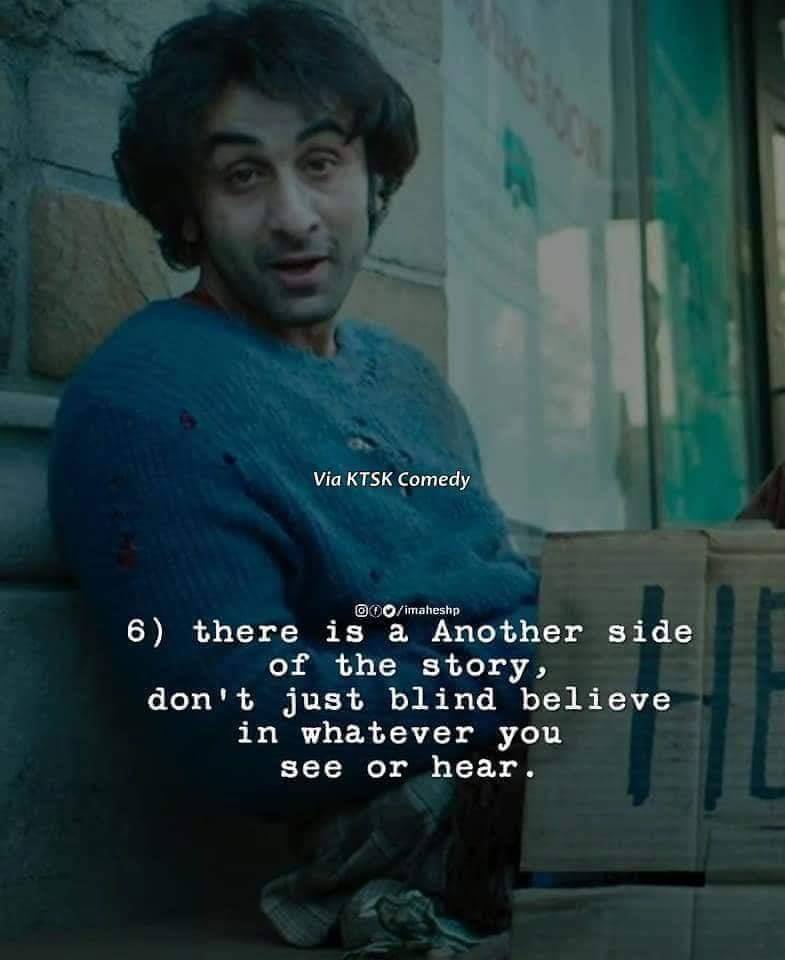 Via KTSK Comedy
/imaheshp
6) there is a Another side
of the story,
don't just blind believe
in whatever you
see or hear.
HE